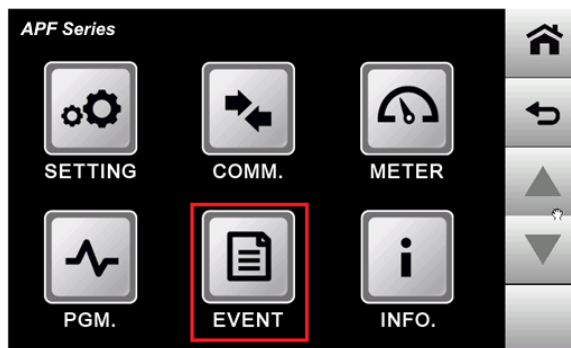 APF Series
SETTING COMM. METER
PGM. EVENT INFO.